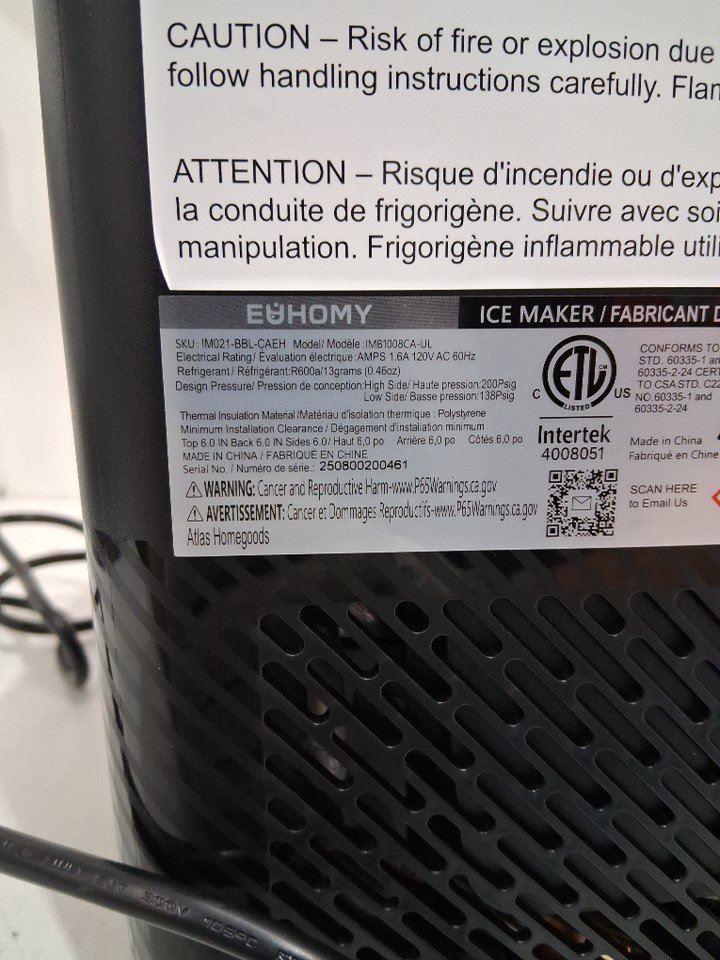 CAUTION – Risk of fire or explosion due
follow handling instructions carefully.
ATTENTION – Risque d'incendie ou
la conduite de frigorigène. Suivre avec
manipulation. Frigorigène inflammable
EUHOMY
ICE MAKER / FABRICANT
SKU: IM021-BBL-CAEH Model/ Modèle:IMB1008CA-UL
Electrical Rating/ Évaluation électrique:AMPS 1.6A 120V AC 60Hz
Refrigerant/ Réfrigérant:R600a/13grams (0.46oz)
Design Pressure/ Pression de conception:High Side/ Haute pression:200Psig
Low Side/ Basse pression:138Psig
Thermal Insulation Material/Matériau d'isolation thermique : Polystyrene
Minimum Installation Clearance / Dégagement d'installation minimum
Top 6.0 IN Back 6.0 IN Sides 6.0/ Haut 6,0 po Arrière 6,0 po Côtés 6,0 po
MADE IN CHINA / FABRIQUÉ EN CHINE
Serial No. / Numéro de série.: 250800200461
WARNING: Cancer and Reproductive Harm-www.P65Warnings.ca.gov
AVERTISSEMENT: Cancer et Dommages Reproductifs-www.P65Warnings.ca.gov
Atlas Homegoods
ETL
CM
LISTED
C US
Intertek
4008051
CONFORMS TO
STD. 60335-1
60335-2-24
TO CSA STD.
NO.60335-1 and
60335-2-24
Made in China
Fabriqué en Chine
SCAN HERE
to Email Us
300V 105°C